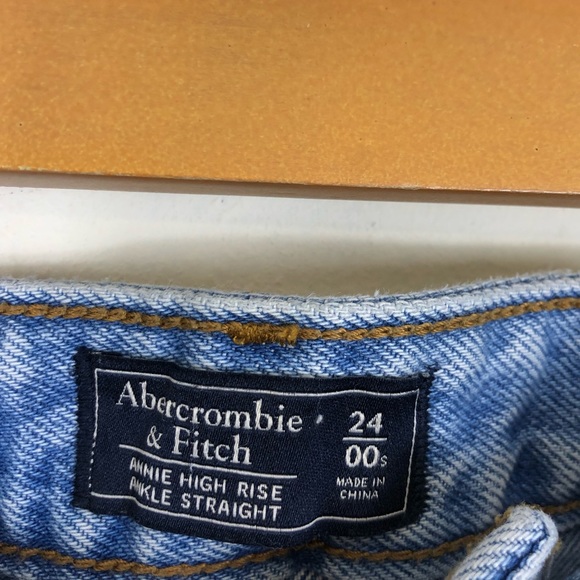 Abercrombie
& Fitch
ANNIE HIGH RISE
ANKLE STRAIGHT
24
00s
MADE IN
CHINA